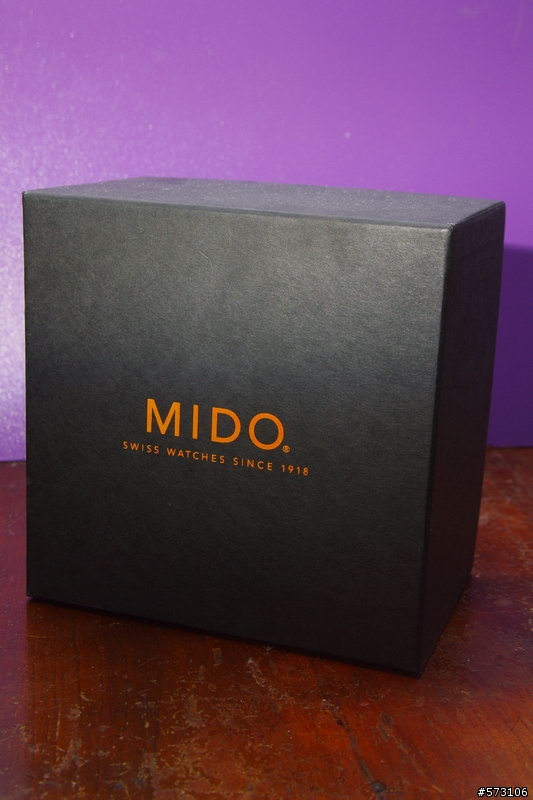 MIDO®
SWISS WATCHES SINCE 1918
#573106